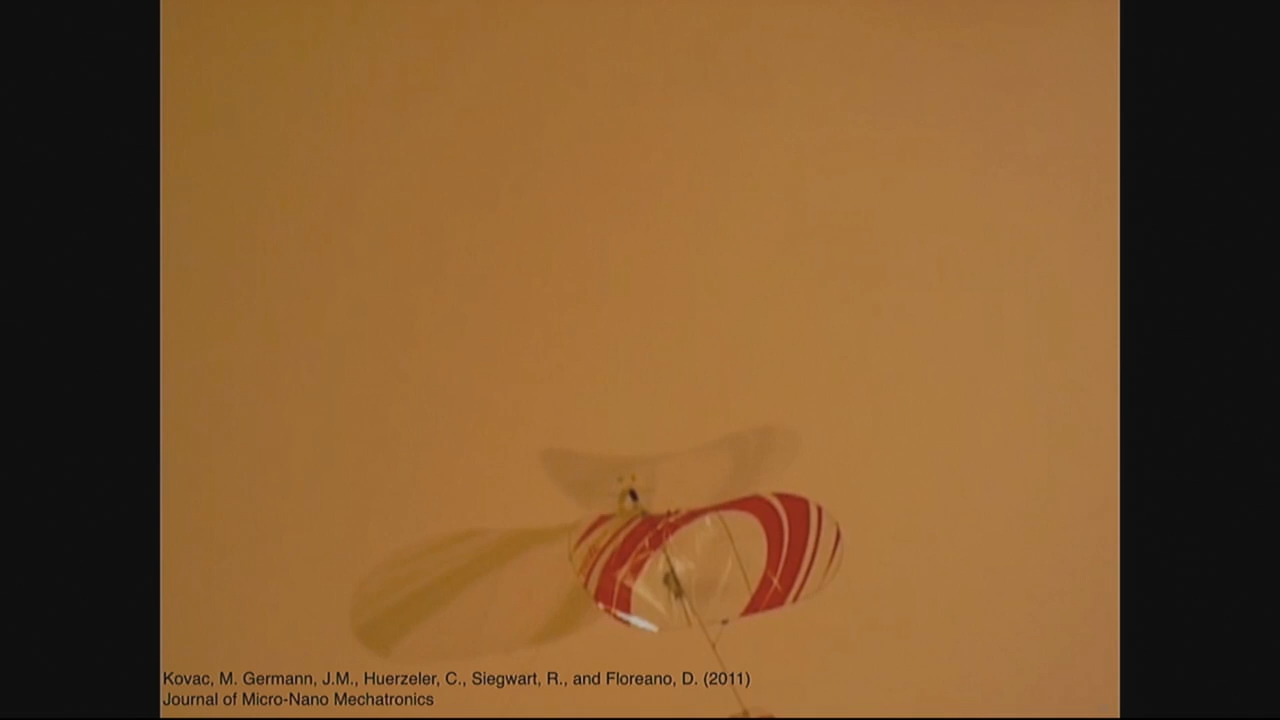 Kovac, M. Germann, J.M., Huerzeler, C., Siegwart, R., and Floreano, D. (2011)
Journal of Micro-Nano Mechatronics